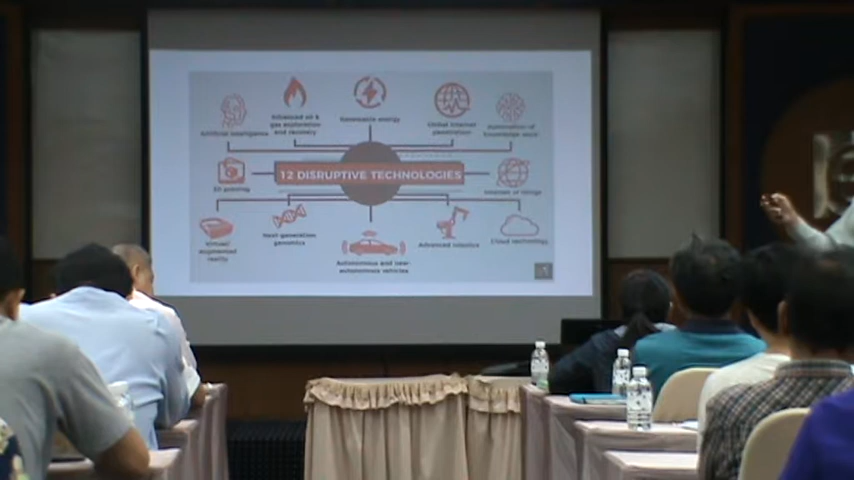 Artificial intelligence
Advanced oil &
gas exploration
and recovery
Renewable energy
Global internet
penetration
Automation of
knowledge work
12 DISRUPTIVE TECHNOLOGIES
3D printing
Internet of things
Virtual/
augmented
reality
Next-generation
genomics
Autonomous and near-
autonomous vehicles
Advanced robotics
Cloud technology